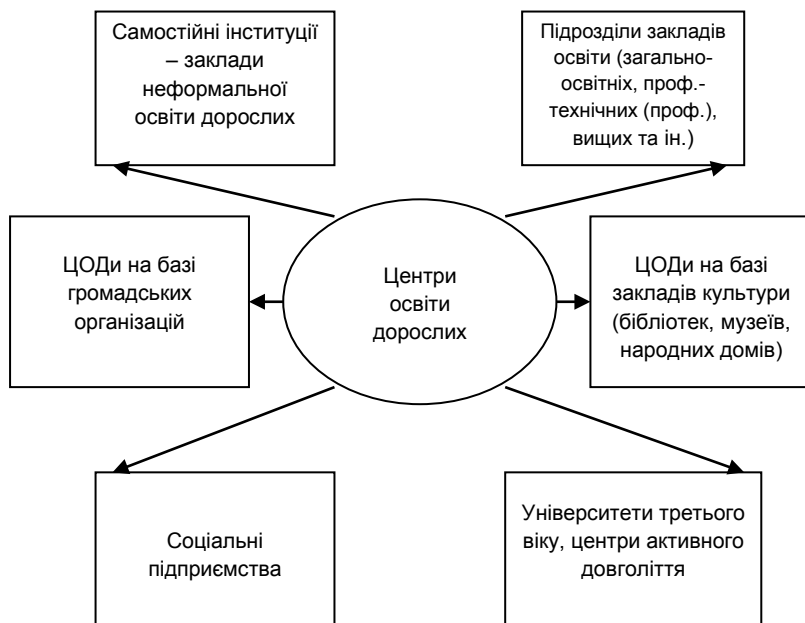 Самостійні інституції
– заклади
неформальної
освіти дорослих
Підрозділи закладів
освіти (загально-
освітніх, проф.-
технічних (проф.),
вищих та ін.)
ЦОДи на базі
громадських
організацій
Центри
освіти
дорослих
ЦОДи на базі
закладів культури
(бібліотек, музеїв,
народних домів)
Соціальні
підприємства
Університети третього
віку, центри активного
довголіття